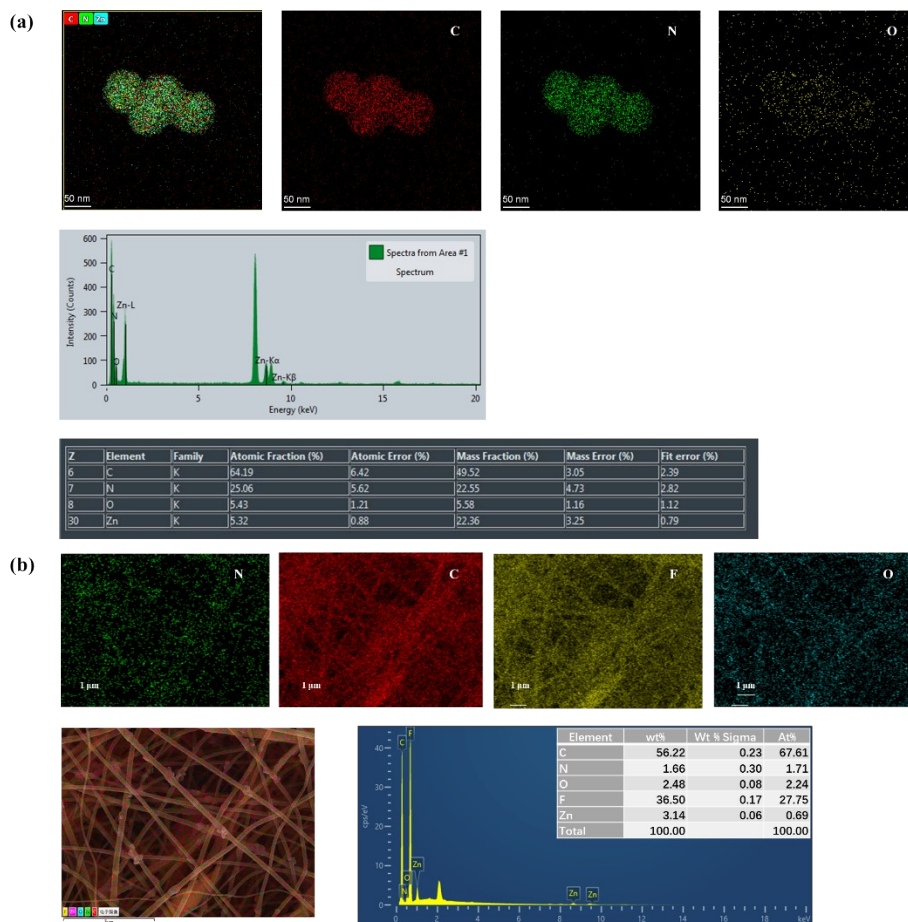 (a)
C N Zn
C
N
O
50 nm
50 nm
50 nm
50 nm
600
500
400
300
200
100
0
Intensity (Counts)
C
N
O
Zn-L
Zn-Kα
Zn-Kβ
Spectra from Area #1
Spectrum
0 5 10 15 20
Energy (keV)
Z Element Family Atomic Fraction (%) Atomic Error (%) Mass Fraction (%) Mass Error (%) Fit error (%)
6 C K 64.19 6.42 49.52 3.05 2.39
7 N K 25.06 5.62 22.55 4.73 2.82
8 O K 5.43 1.21 5.58 1.16 1.12
30 Zn K 5.32 0.88 22.36 3.25 0.79
(b)
N
C
F
O
1 μm
1 μm
1 μm
1 μm
40
30
20
10
0
cps/eV
C
F
O
N
Zn
Zn
Zn
Element wt% Wt % Sigma At%
C 56.22 0.23 67.61
N 1.66 0.30 1.71
O 2.48 0.08 2.24
F 36.50 0.17 27.75
Zn 3.14 0.06 0.69
Total 100.00 100.00
0 2 4 6 8 10 12 14 16 18 keV